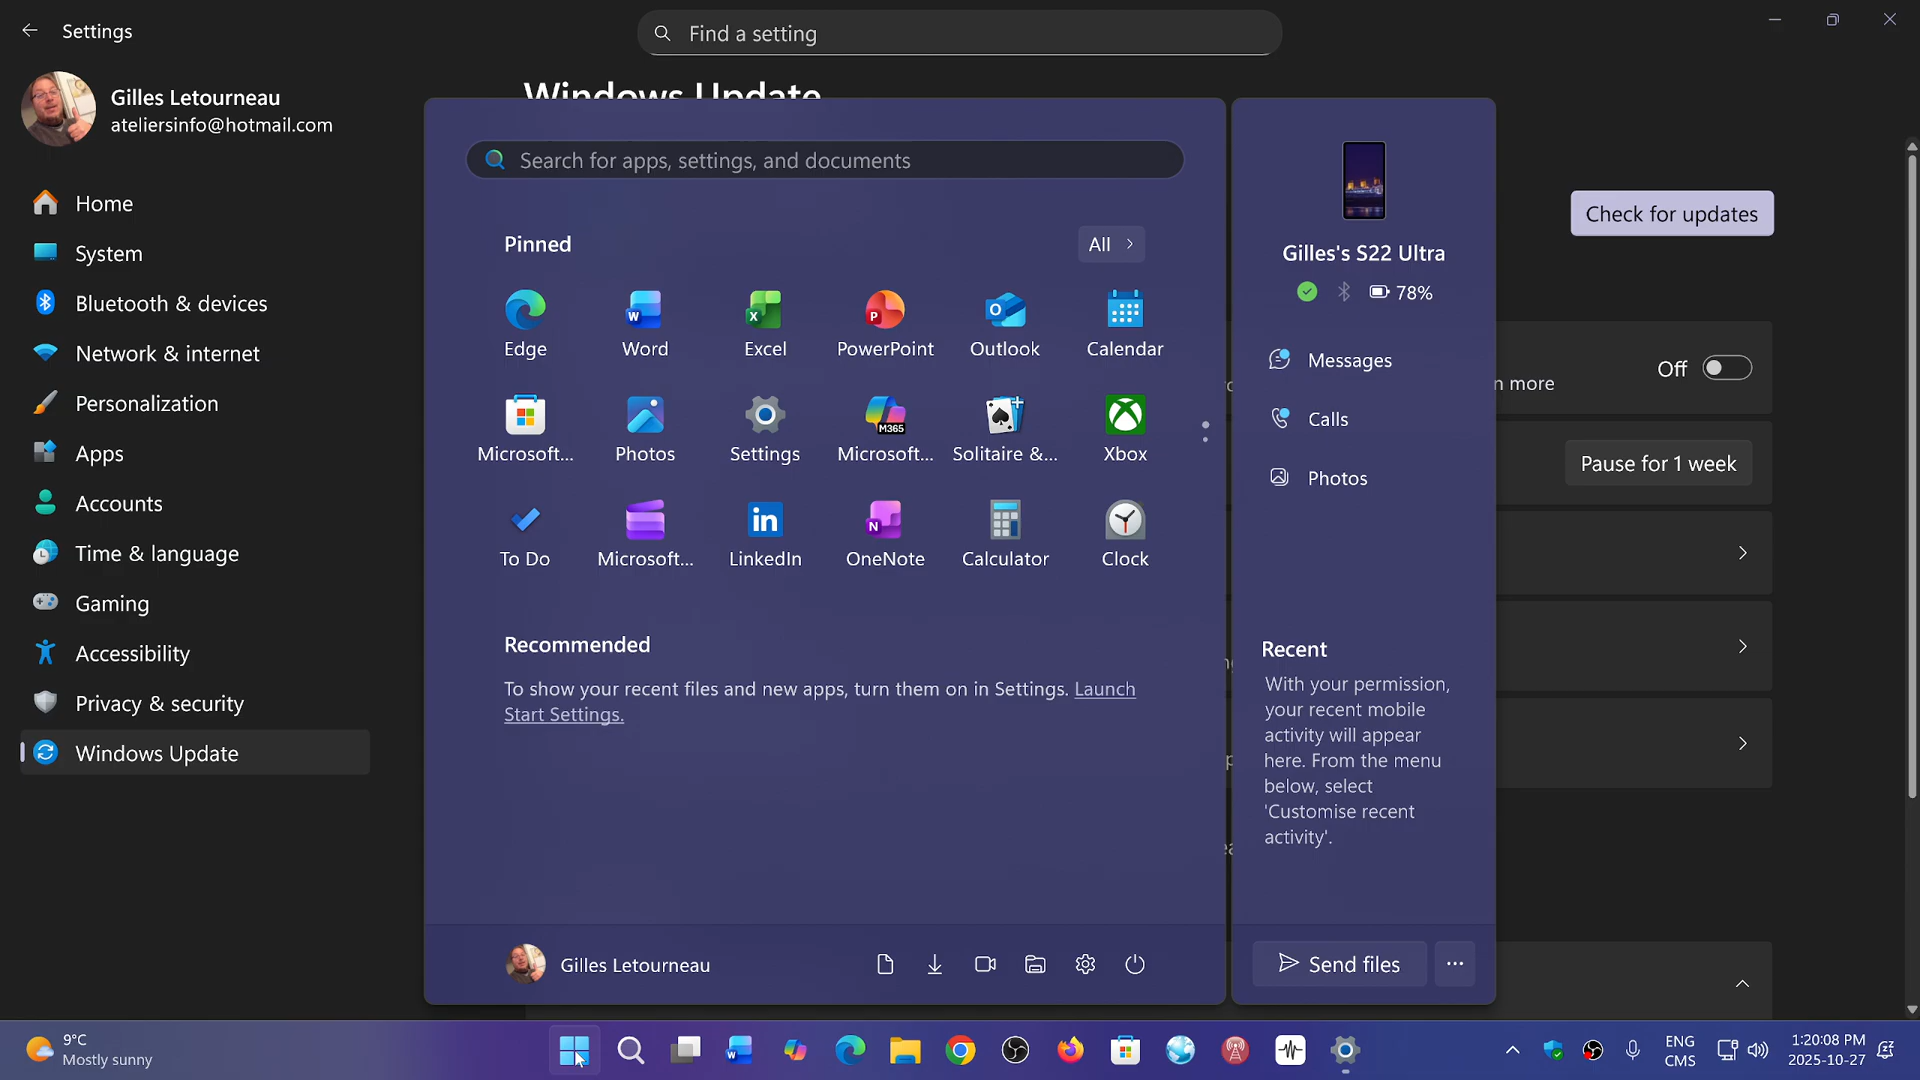 Settings
Find a setting
Gilles Letourneau
ateliersinfo@hotmail.com
Home
System
Bluetooth & devices
Network & internet
Personalization
Apps
Accounts
Time & language
Gaming
Accessibility
Privacy & security
Windows Update
Windows Update
Check for updates
n more
Off
Pause for 1 week
Search for apps, settings, and documents
Pinned
All
Edge
Word
Excel
PowerPoint
Outlook
Calendar
Microsoft...
Photos
Settings
M365
Microsoft...
Solitaire &...
Xbox
To Do
Microsoft...
LinkedIn
OneNote
Calculator
Clock
Recommended
To show your recent files and new apps, turn them on in Settings. Launch
Start Settings.
Gilles Letourneau
Gilles's S22 Ultra
78%
Messages
Calls
Photos
Recent
With your permission,
your recent mobile
activity will appear
here. From the menu
below, select
'Customise recent
activity'.
Send files
9°C
Mostly sunny
ENG
CMS
1:20:08 PM
2025-10-27